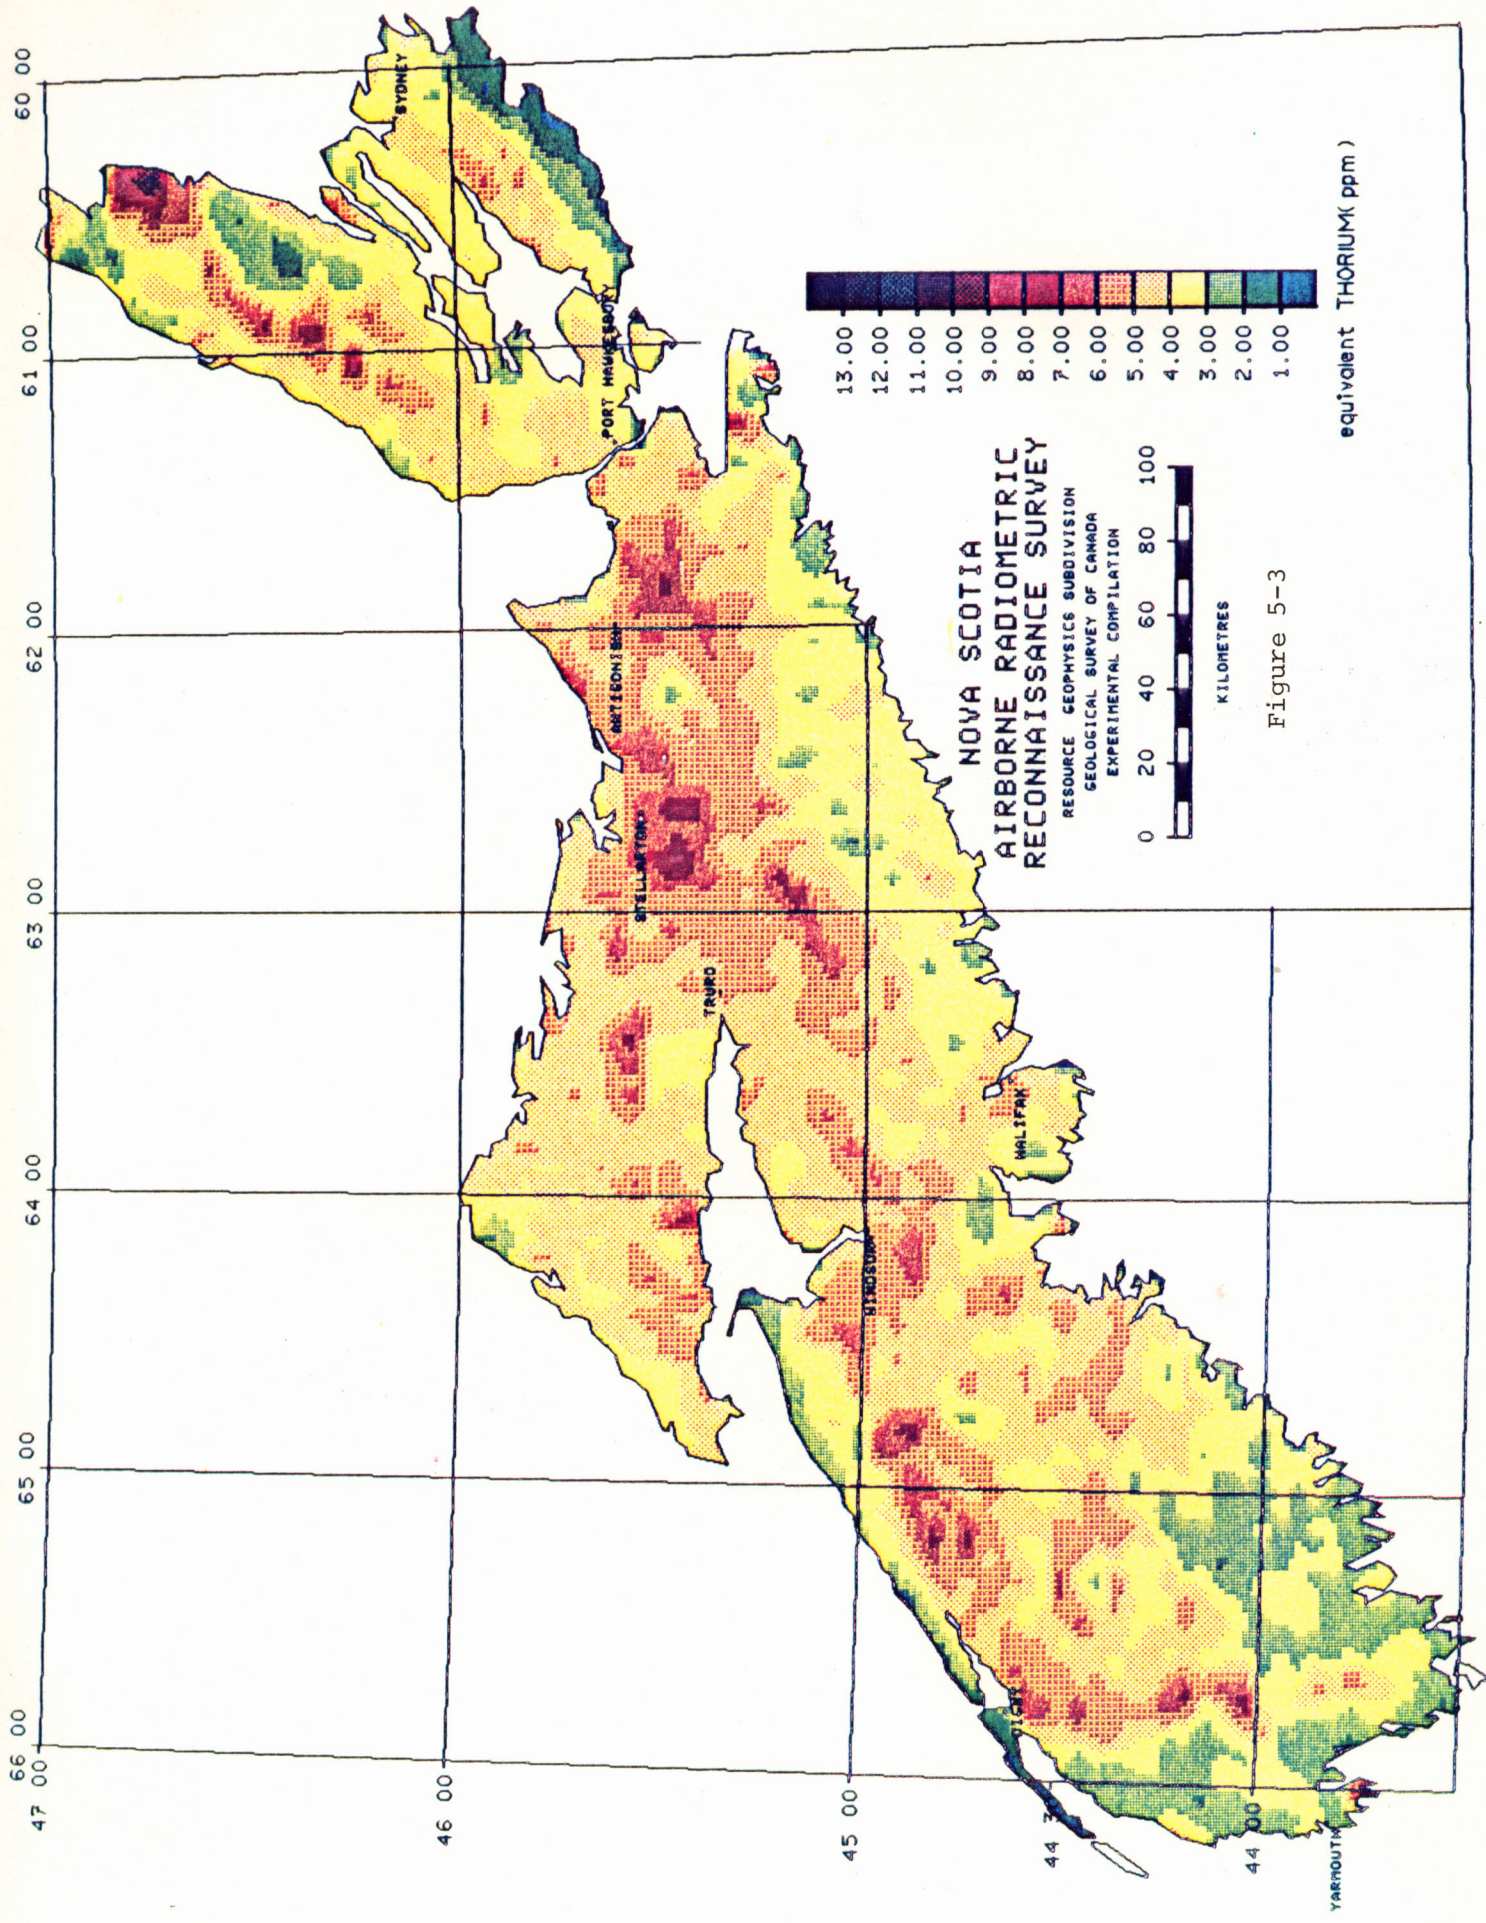 NOVA SCOTIA
AIRBORNE RADIOMETRIC
RECONNAISSANCE SURVEY
RESOURCE GEOPHYSICS SUBDIVISION
GEOLOGICAL SURVEY OF CANADA
EXPERIMENTAL COMPILATION
0 20 40 60 80 100
KILOMETRES
Figure 5-3
13.00
12.00
11.00
10.00
9.00
8.00
7.00
6.00
5.00
4.00
3.00
2.00
1.00
equivalent THORIUM( ppm )
66 00
65 00
64 00
63 00
62 00
61 00
60 00
47 00
46 00
45 00
44 3
44 00
SYDNEY
PORT HAWKESBURY
ANTIGONISH
STELLARTON
TRURO
HALIFAX
WINDSOR
DIGBY
YARMOUTH